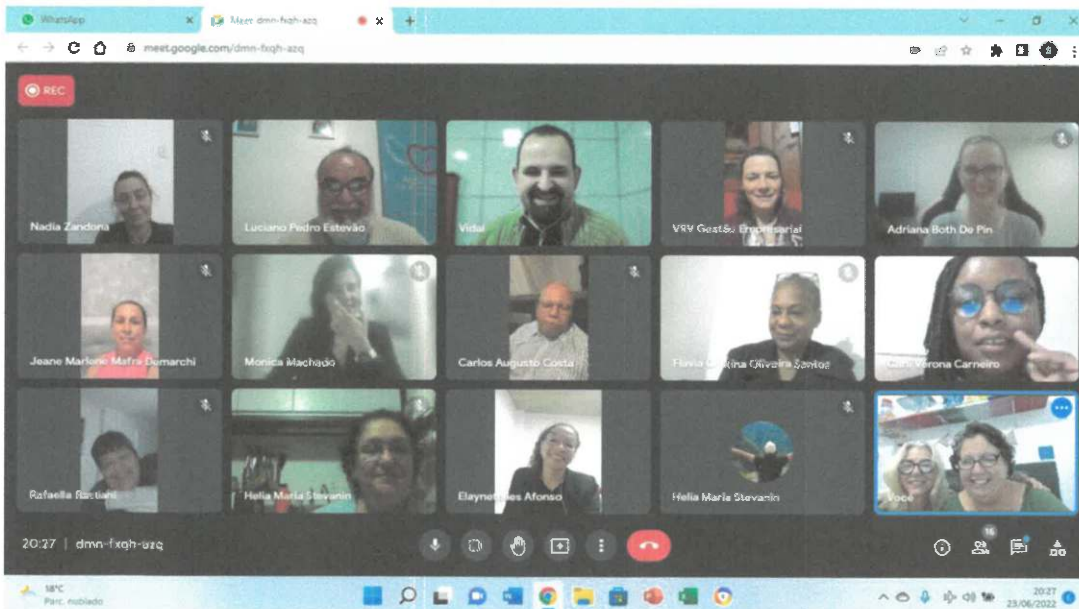 WhatsApp
Meet dmn-fxqh-azq
meet.google.com/dmn-fxqh-azq
REC
Nadia Zandona
Luciano Pedro Estevão
Vidal
VRV Gestão Empresarial
Adriana Both De Pin
Jeane Marlene Mafra Demarchi
Monica Machado
Carlos Augusto Costa
Oliveira Santos
Verona Carneiro
Rafaella Bastiani
Helia Maria Stevanin
Afonso
Helia Maria Stevanin
Você
20:27 | dmn-fxqh-azq
16
18°C
Parc. nublado
20:27
23/06/2022